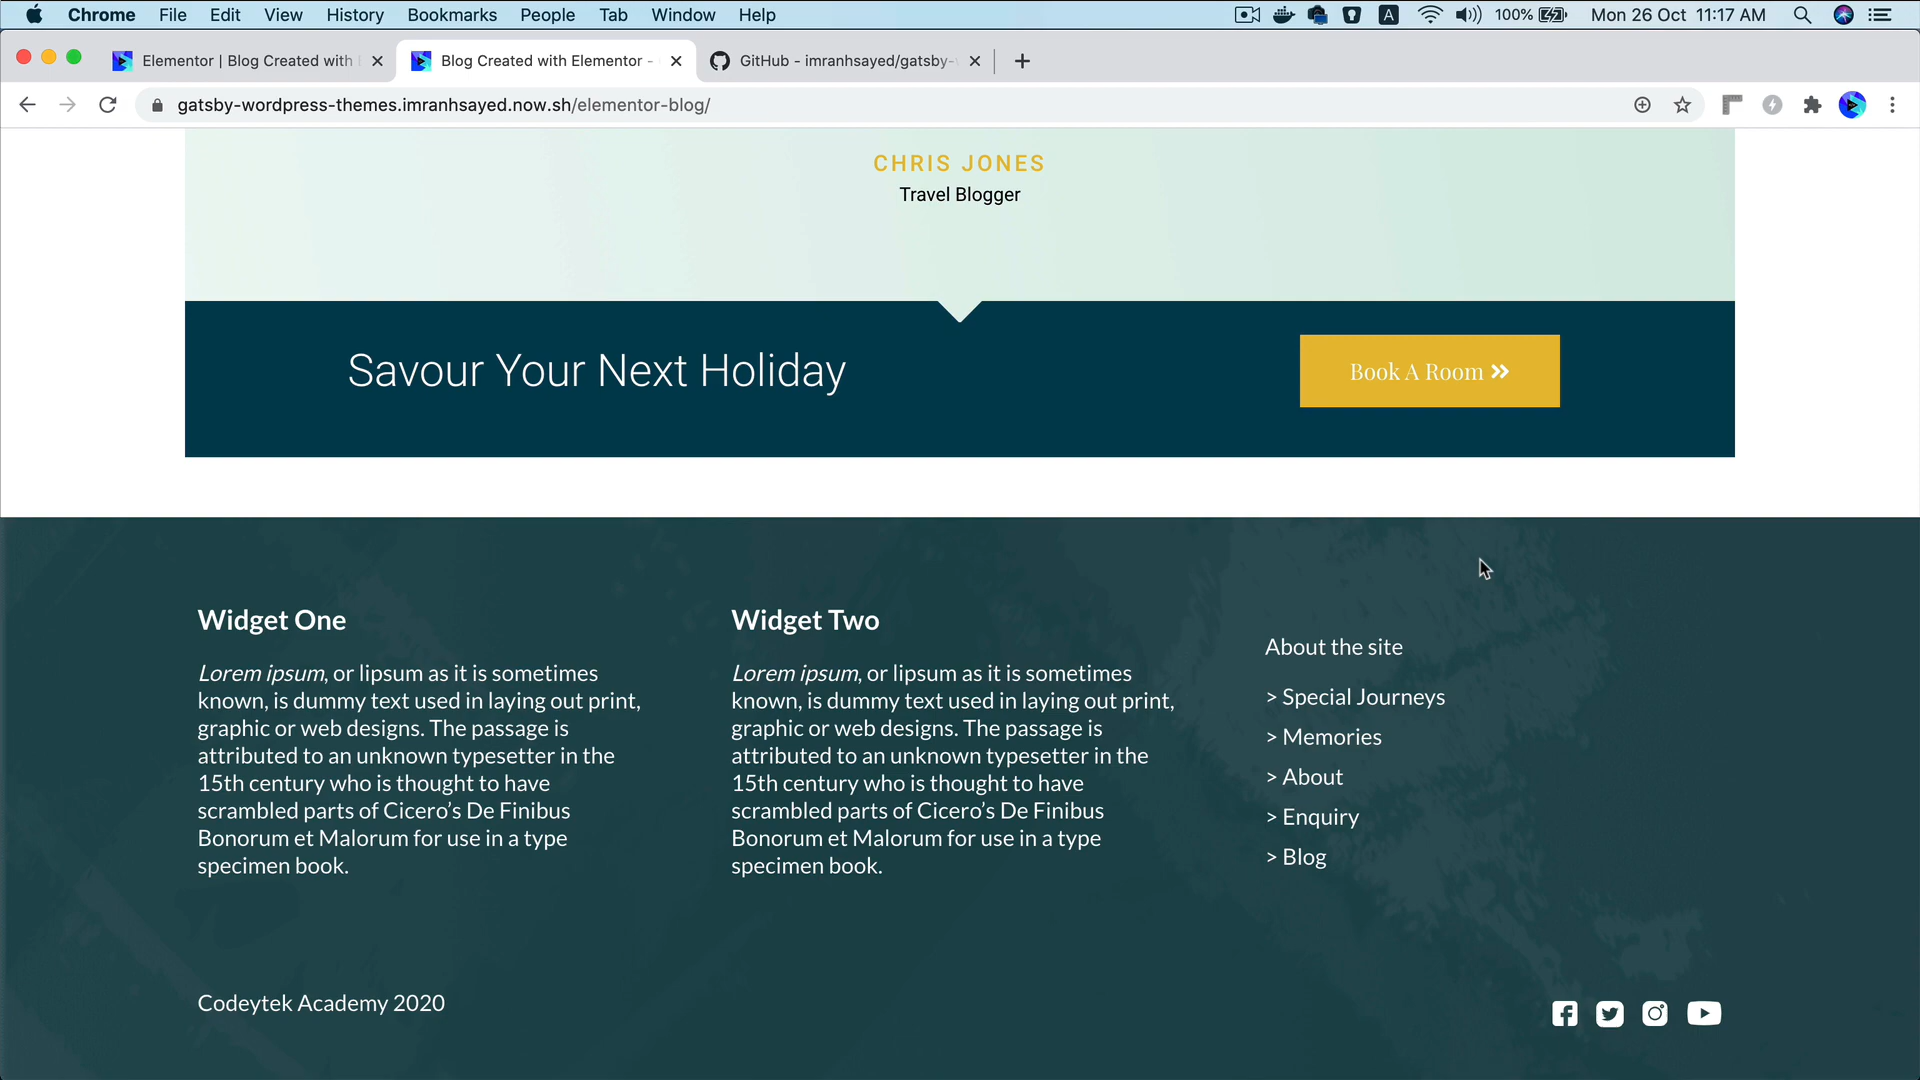 Chrome File Edit View History Bookmarks People Tab Window Help A 100% Mon 26 Oct 11:17 AM
Elementor | Blog Created with
Blog Created with Elementor -
GitHub - imranhsayed/gatsby-
gatsby-wordpress-themes.imranhsayed.now.sh/elementor-blog/
CHRIS JONES
Travel Blogger
Savour Your Next Holiday
Book A Room
Widget One
Lorem ipsum, or lipsum as it is sometimes
known, is dummy text used in laying out print,
graphic or web designs. The passage is
attributed to an unknown typesetter in the
15th century who is thought to have
scrambled parts of Cicero’s De Finibus
Bonorum et Malorum for use in a type
specimen book.
Widget Two
Lorem ipsum, or lipsum as it is sometimes
known, is dummy text used in laying out print,
graphic or web designs. The passage is
attributed to an unknown typesetter in the
15th century who is thought to have
scrambled parts of Cicero’s De Finibus
Bonorum et Malorum for use in a type
specimen book.
About the site
> Special Journeys
> Memories
> About
> Enquiry
> Blog
Codeytek Academy 2020